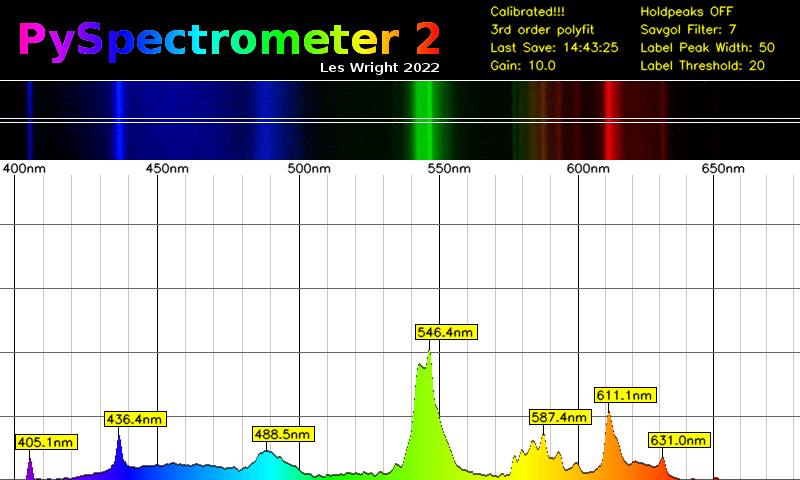 PySpectrometer 2
Les Wright 2022
Calibrated!!!
3rd order polyfit
Last Save: 14:43:25
Gain: 10.0
Holdpeaks OFF
Savgol Filter: 7
Label Peak Width: 50
Label Threshold: 20
400nm 450nm 500nm 550nm 600nm 650nm
546.4nm
611.1nm
436.4nm 587.4nm
488.5nm
405.1nm 631.0nm